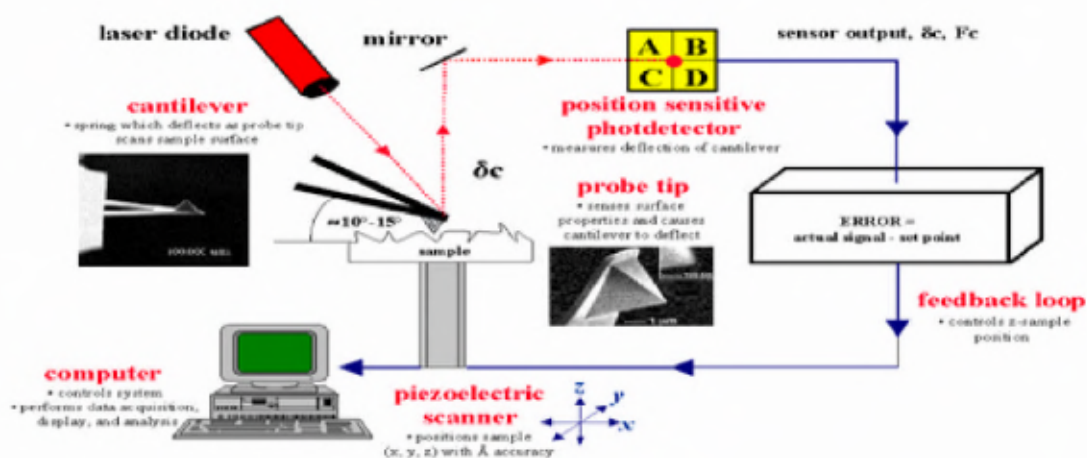 laser diode
mirror
A B
C D
sensor output, δc, Fc
cantilever
• spring which deflects as probe tip
scans sample surface
position sensitive
photdetector
• measures deflection of cantilever
δc
probe tip
• senses surface
properties and causes
cantilever to deflect
≈10°-15°
sample
ERROR =
actual signal - set point
feedback loop
• controls z-sample
position
computer
• controls system
• performs data acquisition,
display, and analysis
piezoelectric
scanner
• positions sample
(x, y, z) with Å accuracy
z
y
x